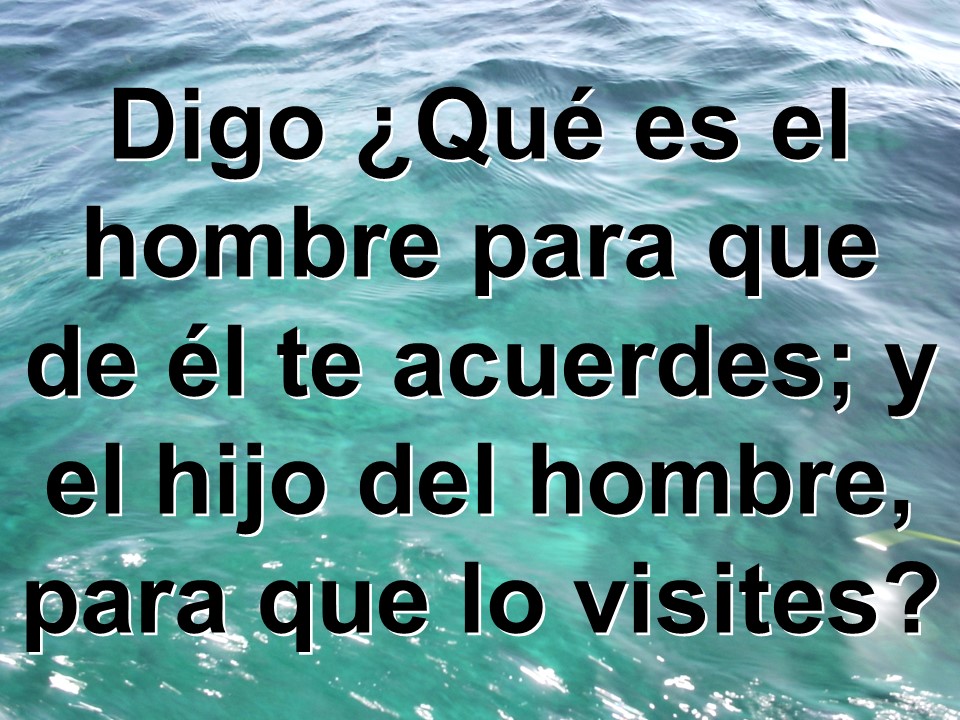 Digo ¿Qué es el
hombre para que
de él te acuerdes; y
el hijo del hombre,
para que lo visites?